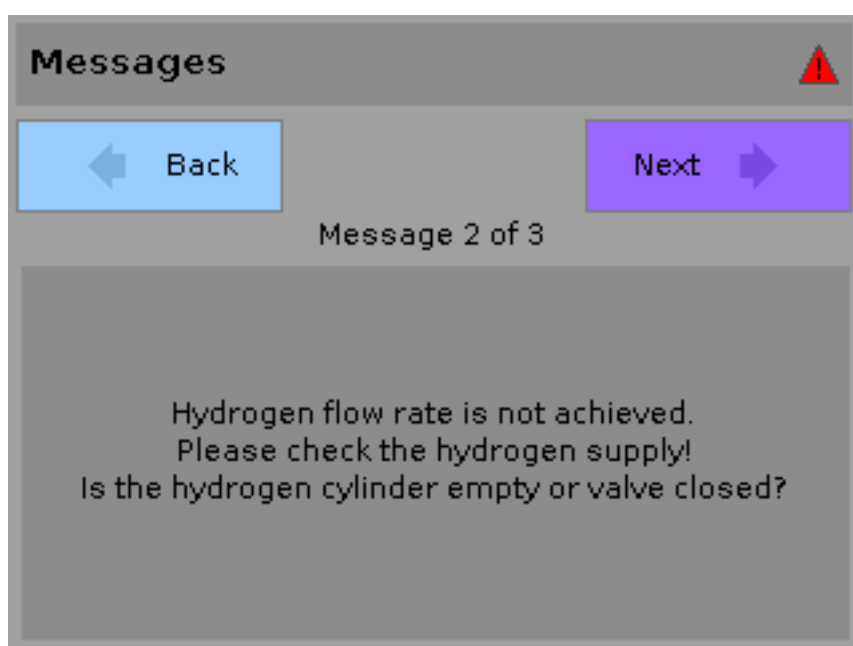 Messages
Back
Next
Message 2 of 3
Hydrogen flow rate is not achieved.
Please check the hydrogen supply!
Is the hydrogen cylinder empty or valve closed?